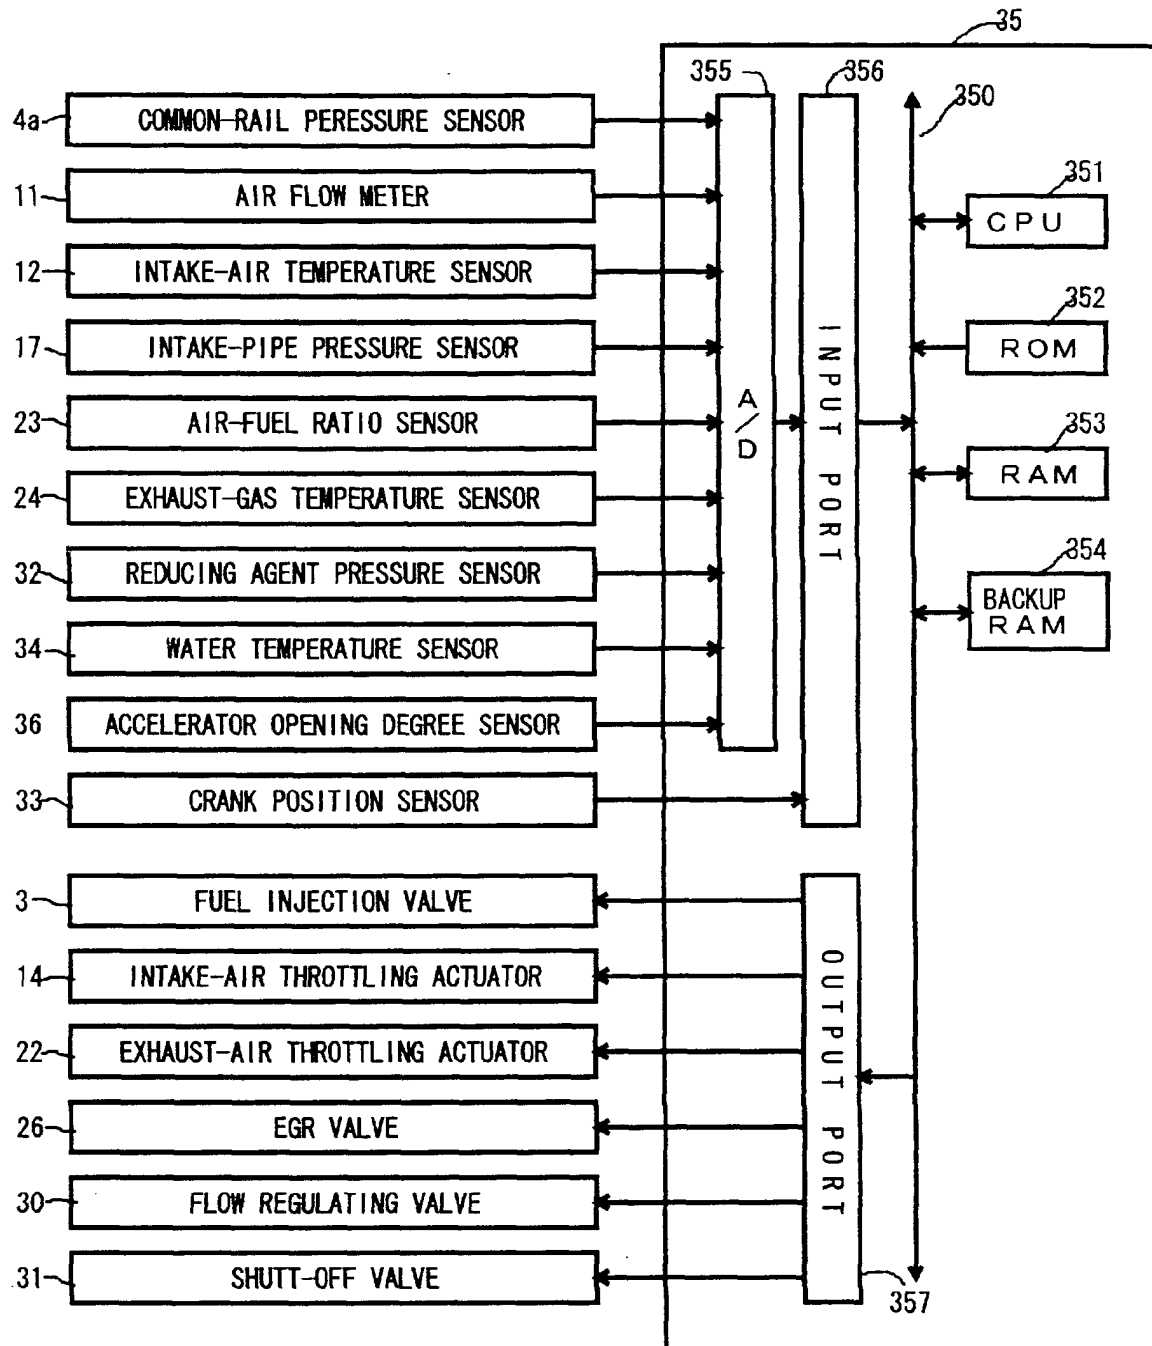 35
355
356
350
4a
COMMON-RAIL PERESSURE SENSOR
11
AIR FLOW METER
351
CPU
12
INTAKE-AIR TEMPERATURE SENSOR
17
INTAKE-PIPE PRESSURE SENSOR
352
ROM
23
AIR-FUEL RATIO SENSOR
A/D
INPUT PORT
353
RAM
24
EXHAUST-GAS TEMPERATURE SENSOR
32
REDUCING AGENT PRESSURE SENSOR
354
BACKUP
RAM
34
WATER TEMPERATURE SENSOR
36
ACCELERATOR OPENING DEGREE SENSOR
33
CRANK POSITION SENSOR
3
FUEL INJECTION VALVE
14
INTAKE-AIR THROTTLING ACTUATOR
22
EXHAUST-AIR THROTTLING ACTUATOR
OUTPUT PORT
26
EGR VALVE
30
FLOW REGULATING VALVE
31
SHUTT-OFF VALVE
357